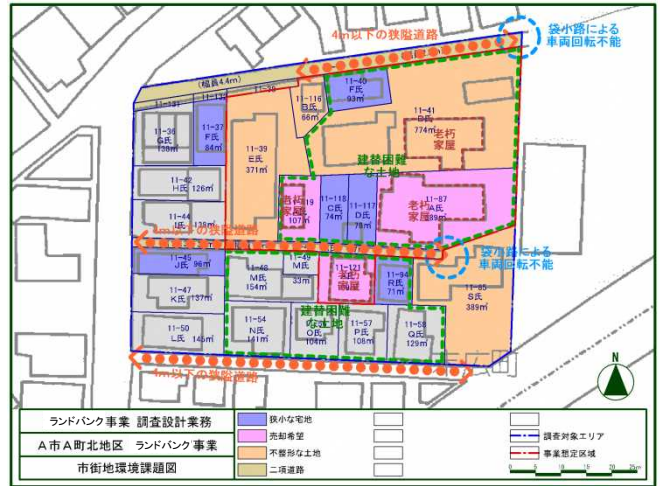 4m以下の狭隘道路
袋小路による
車両回転不能
(幅員4.4m)
11-40
F氏
93㎡
11-116
B氏
66㎡
11-41
B氏
774㎡
老朽
家屋
11-36
G氏
138㎡
11-37
F氏
84㎡
11-39
E氏
371㎡
建替困難
な土地
11-42
H氏 126㎡
老朽
家屋
107㎡
11-118
C氏
74㎡
11-117
D氏
79㎡
11-87
A氏
老朽
家屋
11-44
4m以下の狭隘道路
袋小路による
車両回転不能
11-45
J氏 96㎡
11-48
M氏
154㎡
11-49
M氏
33㎡
11-121
老朽
家屋
11-94
R氏
71㎡
11-85
S氏
389㎡
11-47
K氏 137㎡
建替困難
な土地
11-50
L氏 145㎡
11-54
N氏
141㎡
O氏
104㎡
11-57
P氏
108㎡
11-58
Q氏
129㎡
4m以下の狭隘道路
N
ランドバンク事業 調査設計業務
A市A町北地区 ランドバンク事業
市街地環境課題図
狭小な宅地
売却希望
不整形な土地
二項道路
調査対象エリア
事業想定区域
0 5 10 15 20 25m